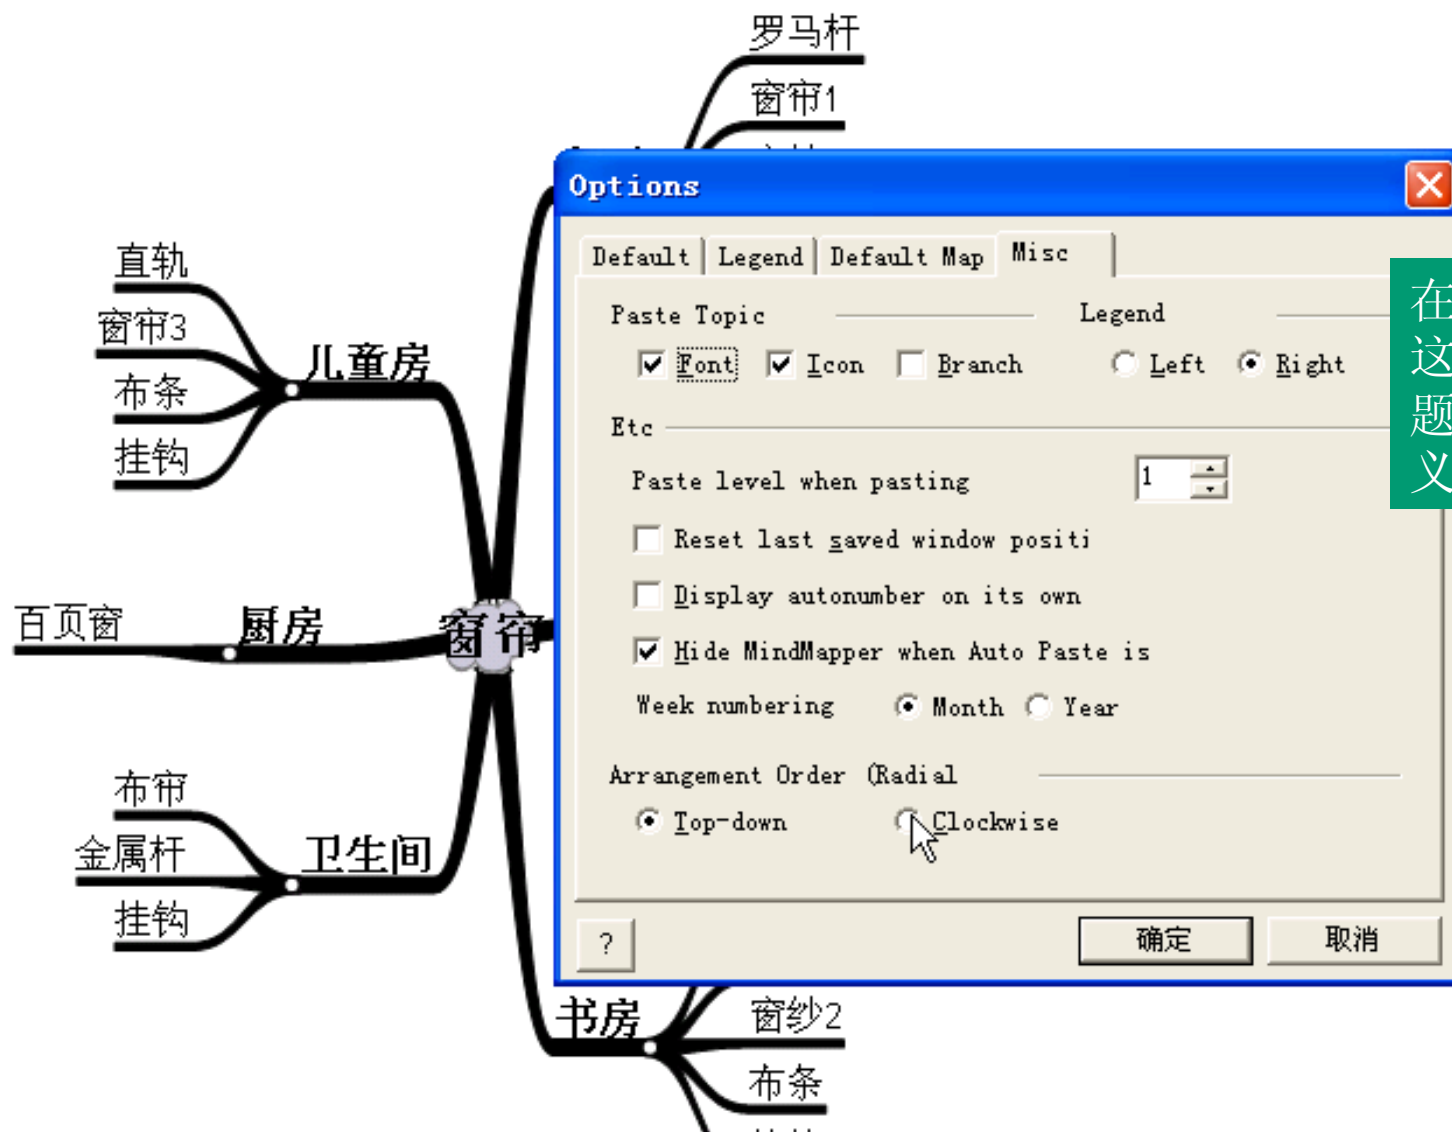 罗马杆
窗帘1
Options
Default
Legend
Default Map
Misc
Paste Topic
Legend
Font
Icon
Branch
Left
Right
Etc
Paste level when pasting
1
Reset last saved window positi
Display autonumber on its own
Hide MindMapper when Auto Paste is
Week numbering
Month
Year
Arrangement Order (Radial
Top-down
Clockwise
?
确定
取消
在
这
题
义
直轨
窗帘3
布条
挂钩
儿童房
百页窗
厨房
窗帘
布帘
金属杆
挂钩
卫生间
书房
窗纱2
布条